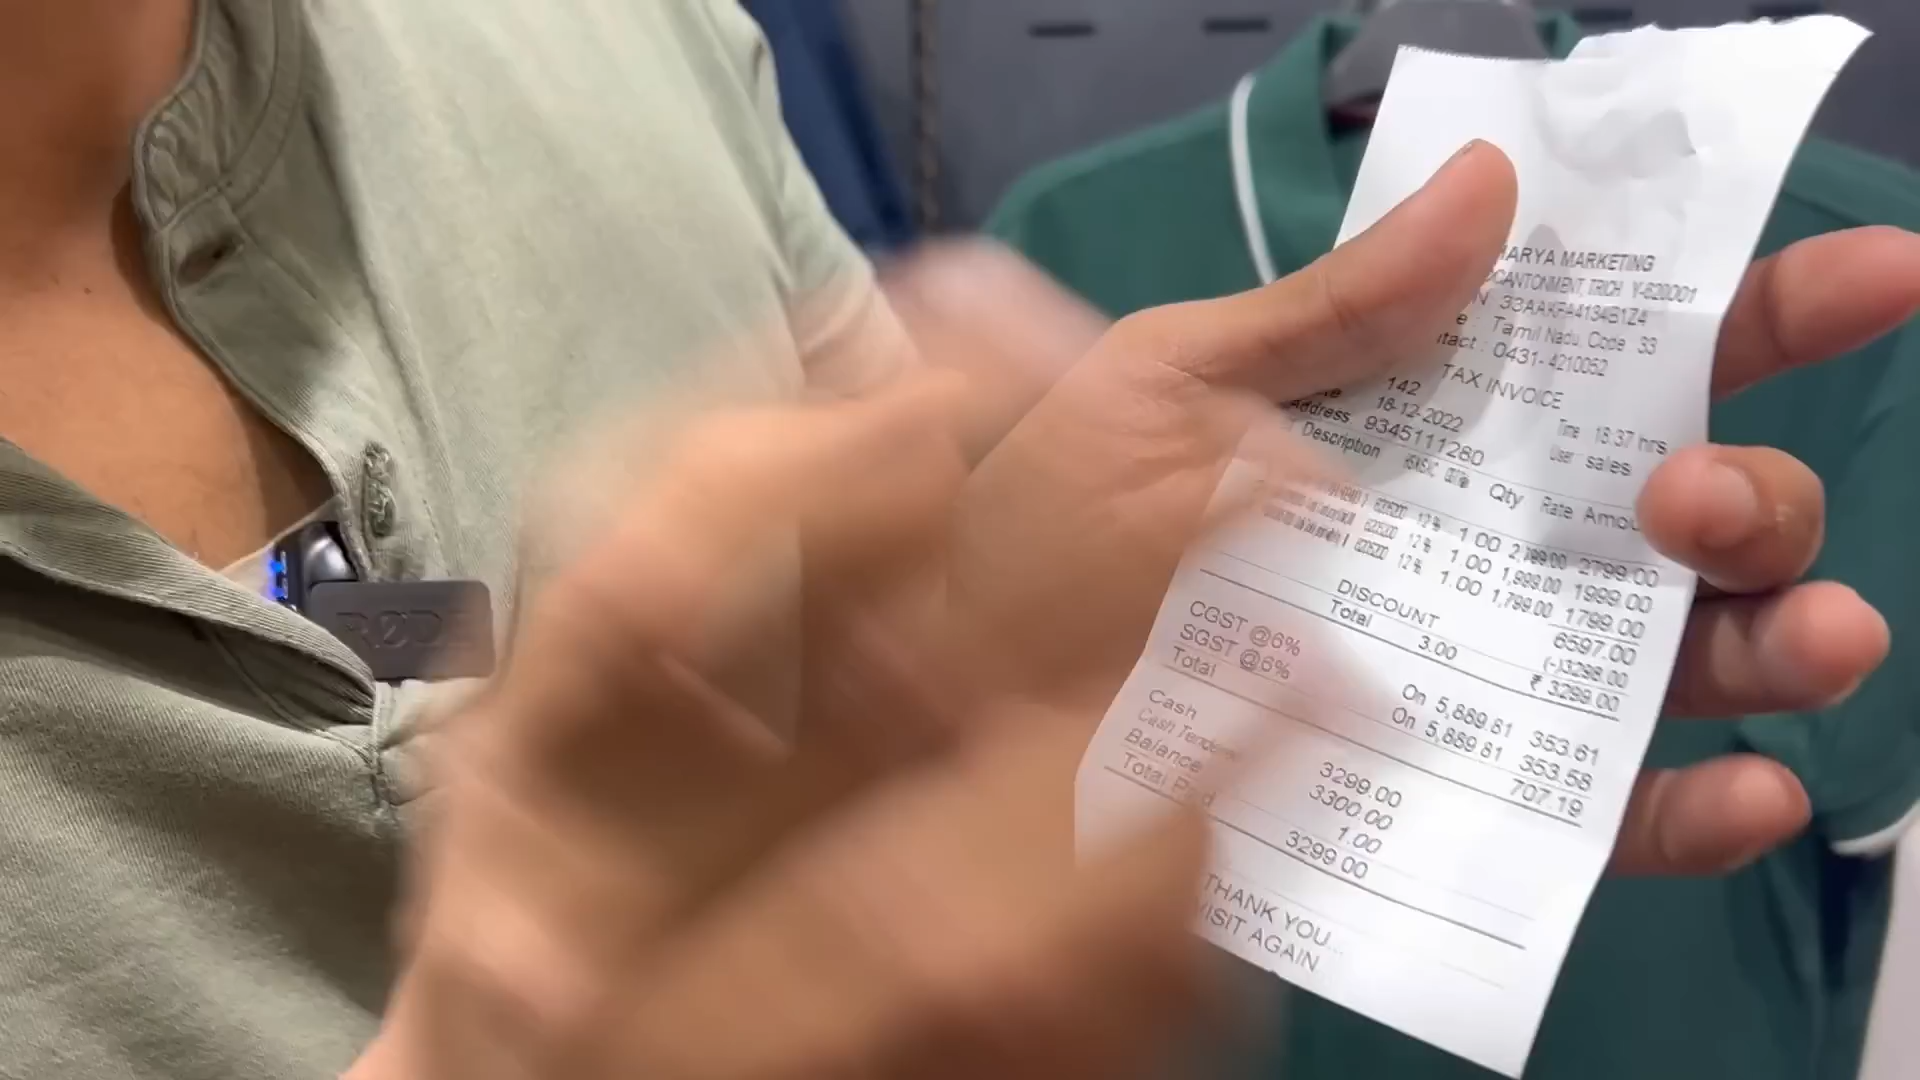 RØDE
ARYA MARKETING
CANTONMENT, TRICH Y-620001
33AAKFA4134B1Z4
Tamil Nadu, Code 33
0431-4210052
TAX INVOICE
142
18-12-2022 Time 18:37 hrs
Address 9345111280 User sales
Description Qty Rate
12% 1.00 2,799.00 2799.00
12% 1.00 1,999.00 1999.00
12% 1.00 1,799.00 1799.00
6597.00
DISCOUNT (-)3298.00
Total 3.00 ₹ 3299.00
CGST @6% On 5,889.81 353.61
SGST @6% On 5,889.81 353.58
Total 707.19
Cash 3299.00
Cash 3300.00
Balance 1.00
Total Paid 3299.00
THANK YOU...
VISIT AGAIN